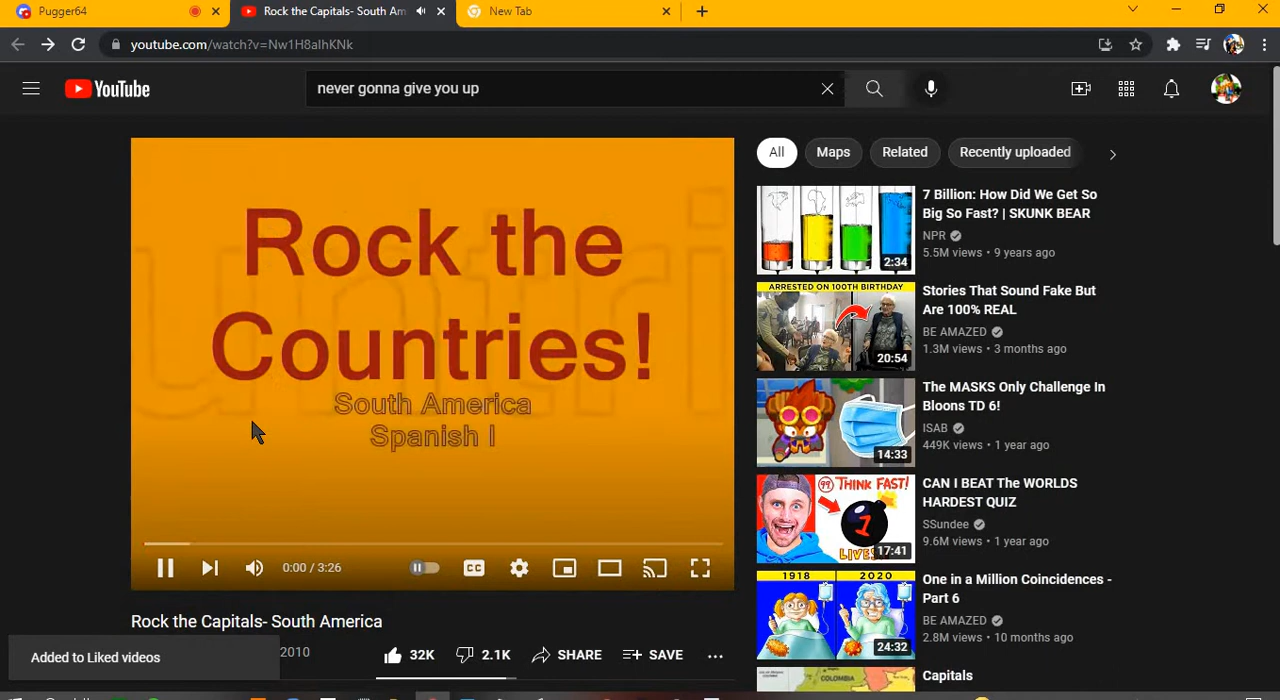 Pugger64
Rock the Capitals- South Am
New Tab
youtube.com/watch?v=Nw1H8alhKNk
YouTube
never gonna give you up
All
Maps
Related
Recently uploaded
Rock the
Countries!
South America
Spanish I
0:00 / 3:26
CC
Rock the Capitals- South America
Added to Liked videos
2010
32K
2.1K
SHARE
SAVE
2:34
7 Billion: How Did We Get So
Big So Fast? | SKUNK BEAR
NPR
5.5M views • 9 years ago
ARRESTED ON 100TH BIRTHDAY
20:54
Stories That Sound Fake But
Are 100% REAL
BE AMAZED
1.3M views • 3 months ago
14:33
The MASKS Only Challenge In
Bloons TD 6!
ISAB
449K views • 1 year ago
99 THINK FAST!
1
LIVES
17:41
CAN I BEAT The WORLDS
HARDEST QUIZ
SSundee
9.6M views • 1 year ago
1918
2020
24:32
One in a Million Coincidences -
Part 6
BE AMAZED
2.8M views • 10 months ago
Capitals